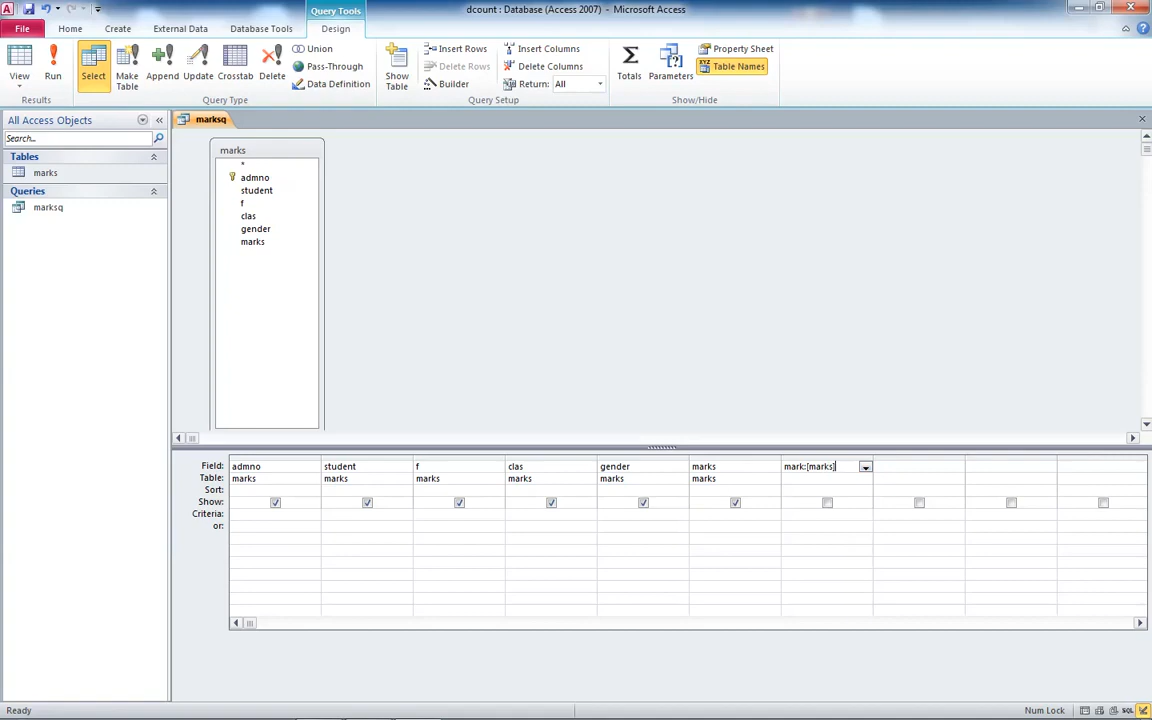 Query Tools
dcount : Database (Access 2007) - Microsoft Access
File Home Create External Data Database Tools Design
View
Run
Select
Make Table
Append
Update
Crosstab
Delete
Union
Pass-Through
Data Definition
Show Table
Insert Rows
Delete Rows
Builder
Insert Columns
Delete Columns
Return: All
Totals
Parameters
Property Sheet
Table Names
Results Query Type Query Setup Show/Hide
All Access Objects
Search...
Tables
marks
Queries
marksq
marksq
marks
*
admno
student
f
clas
gender
marks
Field: admno student f clas gender marks mark:[marks]
Table: marks marks marks marks marks marks
Sort:
Show:
Criteria:
or:
Ready Num Lock SQL